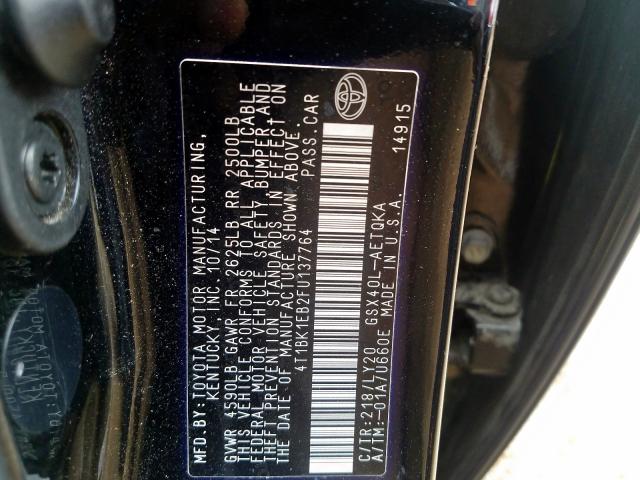 MFD. BY: TOYOTA MOTOR MANUFACTURING,
KENTUCKY, INC. 10/14
GVWR 4590LB GAWR FR 2625LB RR 2500LB
THIS VEHICLE CONFORMS TO ALL APPLICABLE
FEDERAL MOTOR VEHICLE SAFETY, BUMPER AND
THEFT PREVENTION STANDARDS IN EFFECT ON
THE DATE OF MANUFACTURE SHOWN ABOVE.
4T1BK1EB2FU137764 PASS. CAR
C/TR:218/LY20 GSX40L-AETQKA
A/TM:-01A/U660E MADE IN U.S.A. 14915